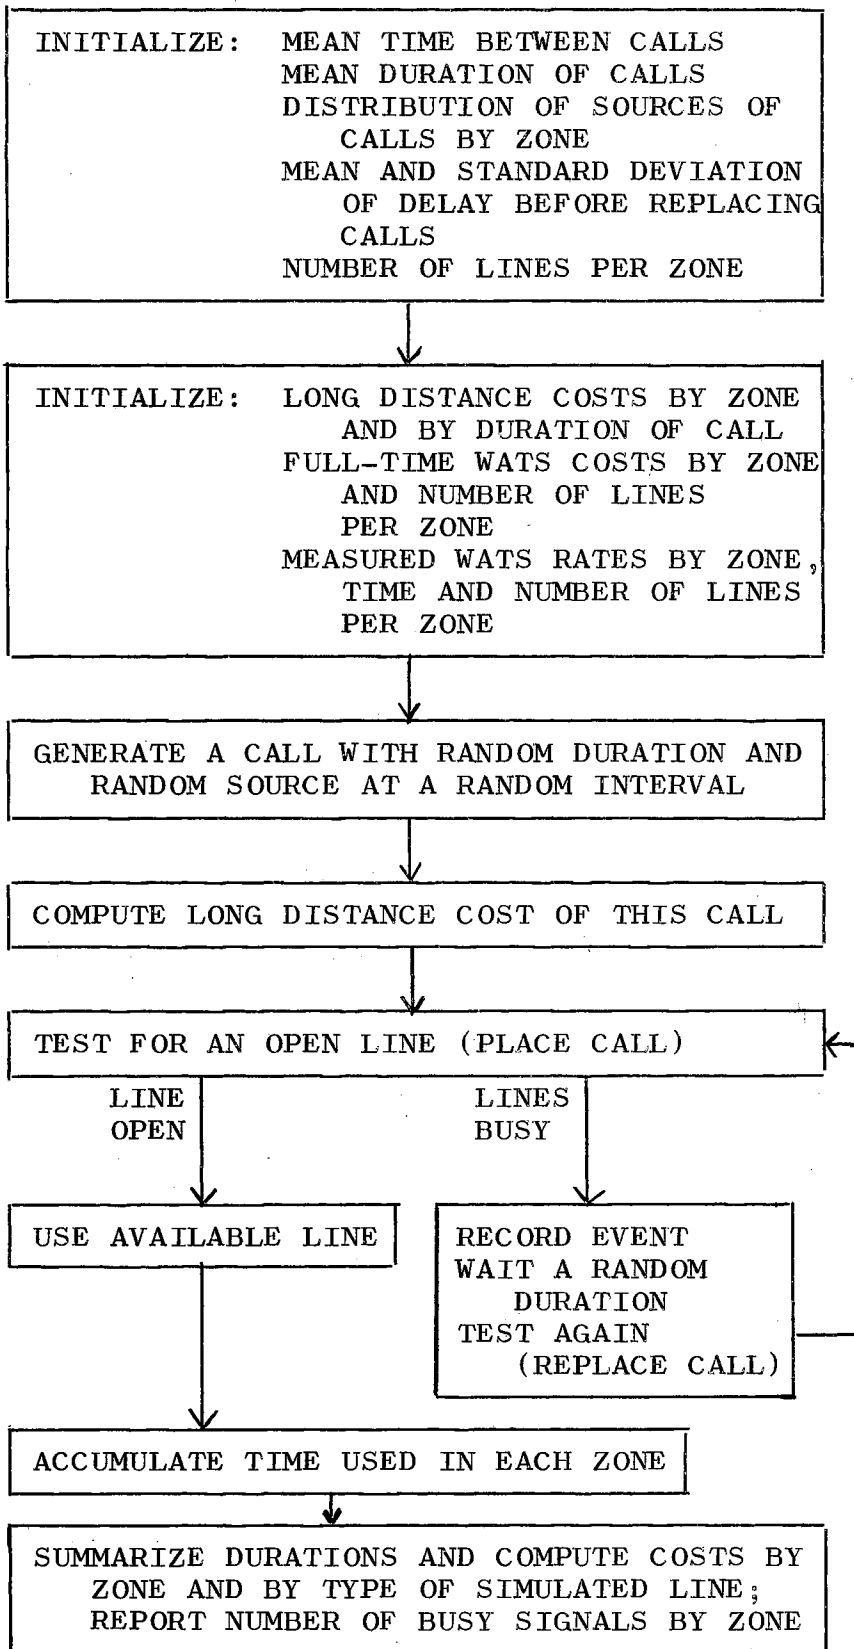 INITIALIZE: MEAN TIME BETWEEN CALLS
MEAN DURATION OF CALLS
DISTRIBUTION OF SOURCES OF
CALLS BY ZONE
MEAN AND STANDARD DEVIATION
OF DELAY BEFORE REPLACING
CALLS
NUMBER OF LINES PER ZONE
INITIALIZE: LONG DISTANCE COSTS BY ZONE
AND BY DURATION OF CALL
FULL-TIME WATS COSTS BY ZONE
AND NUMBER OF LINES
PER ZONE
MEASURED WATS RATES BY ZONE,
TIME AND NUMBER OF LINES
PER ZONE
GENERATE A CALL WITH RANDOM DURATION AND
RANDOM SOURCE AT A RANDOM INTERVAL
COMPUTE LONG DISTANCE COST OF THIS CALL
TEST FOR AN OPEN LINE (PLACE CALL)
LINE
OPEN
LINES
BUSY
USE AVAILABLE LINE
RECORD EVENT
WAIT A RANDOM
DURATION
TEST AGAIN
(REPLACE CALL)
ACCUMULATE TIME USED IN EACH ZONE
SUMMARIZE DURATIONS AND COMPUTE COSTS BY
ZONE AND BY TYPE OF SIMULATED LINE;
REPORT NUMBER OF BUSY SIGNALS BY ZONE